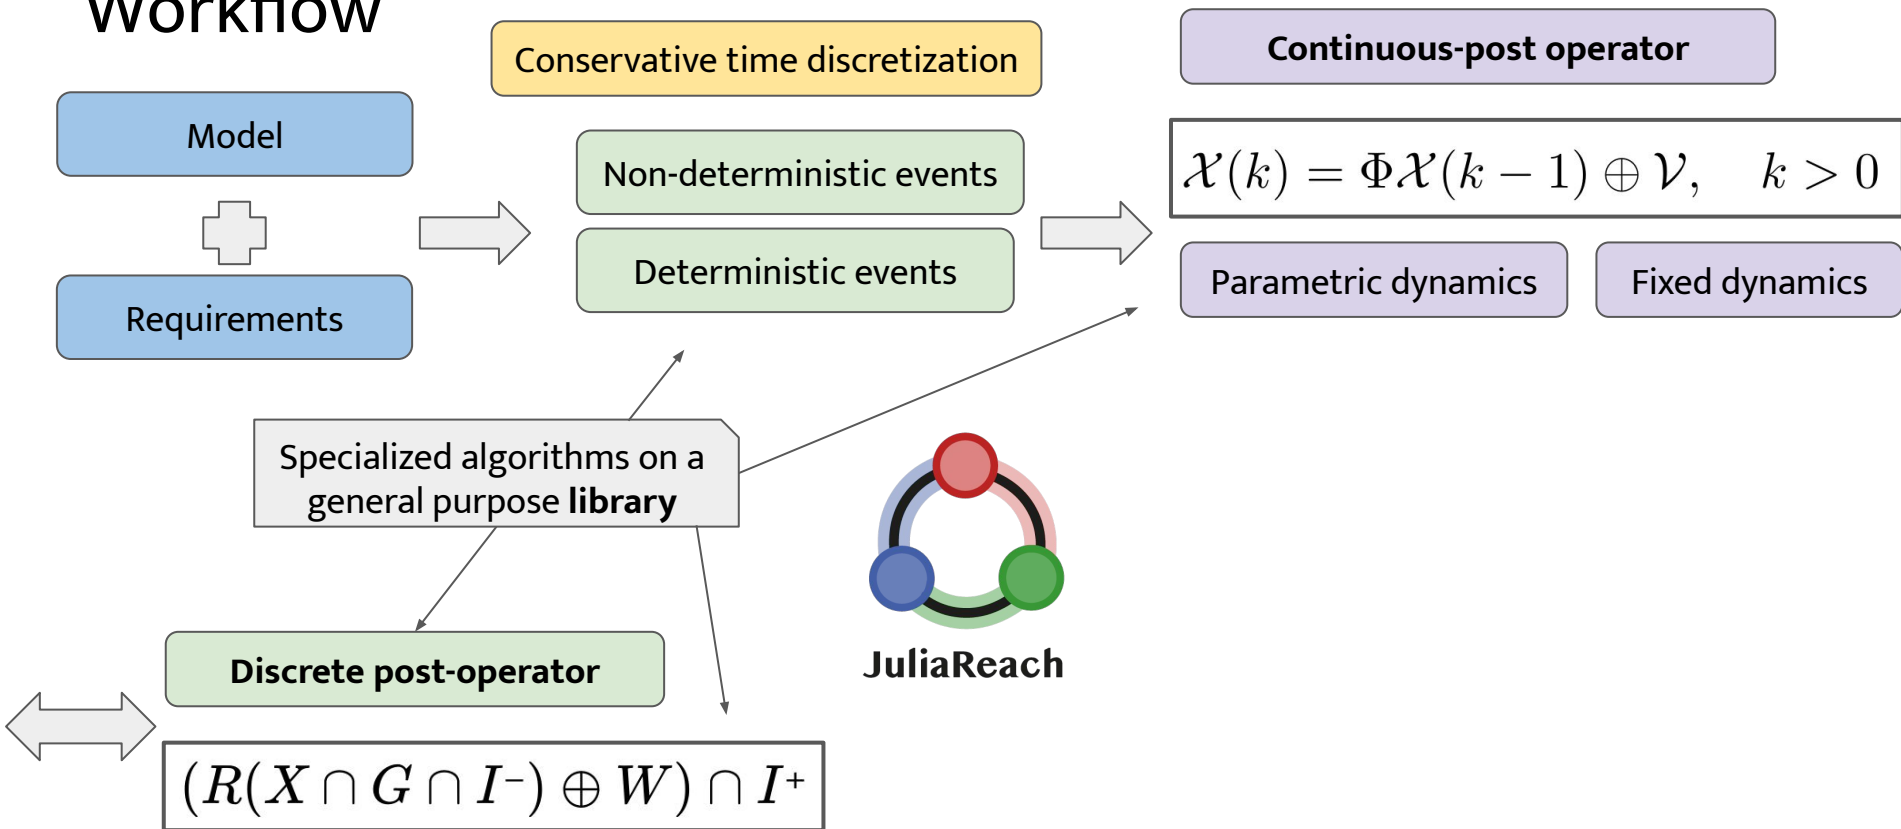 Workflow
Conservative time discretization
Continuous-post operator
Model
Non-deterministic events
𝒳(k) = Φ𝒳(k − 1) ⊕ 𝒱,   k > 0
Deterministic events
Parametric dynamics
Fixed dynamics
Requirements
Specialized algorithms on a
general purpose library
JuliaReach
Discrete post-operator
(R(X ∩ G ∩ I⁻) ⊕ W) ∩ I⁺